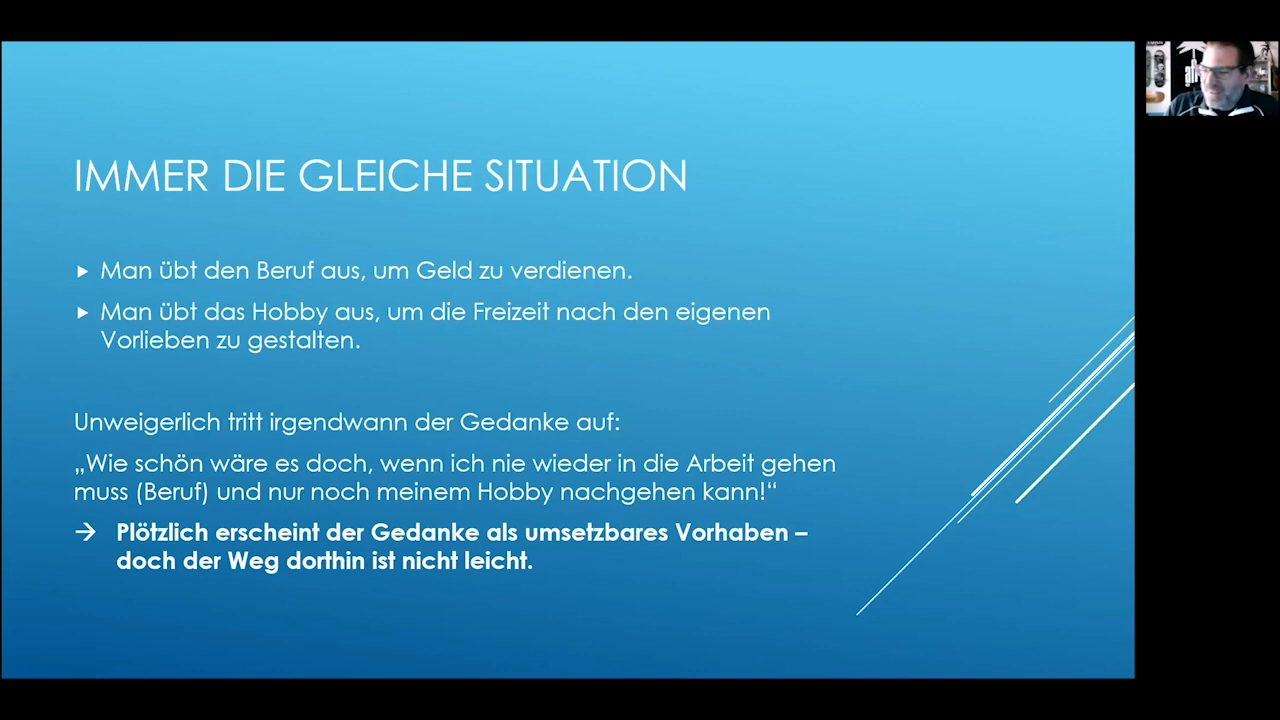 IMMER DIE GLEICHE SITUATION
Man übt den Beruf aus, um Geld zu verdienen.
Man übt das Hobby aus, um die Freizeit nach den eigenen
Vorlieben zu gestalten.
Unweigerlich tritt irgendwann der Gedanke auf:
„Wie schön wäre es doch, wenn ich nie wieder in die Arbeit gehen
muss (Beruf) und nur noch meinem Hobby nachgehen kann!“
→ Plötzlich erscheint der Gedanke als umsetzbares Vorhaben –
doch der Weg dorthin ist nicht leicht.